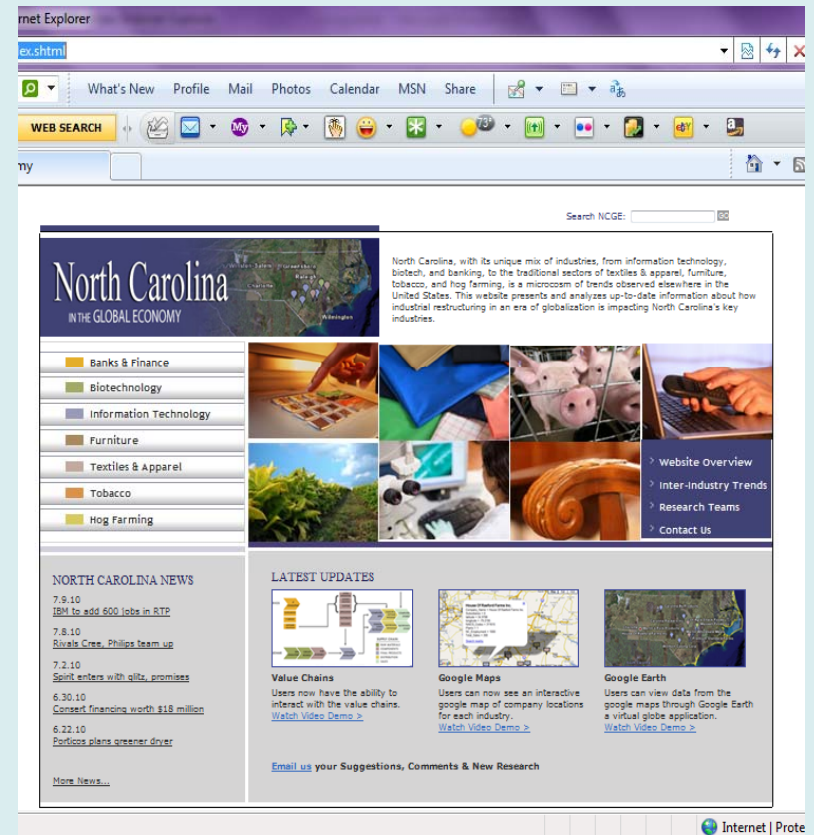 rnet Explorer
ex.shtml
What's New Profile Mail Photos Calendar MSN Share
WEB SEARCH My 73° ebY a
my
Search NCGE: GO
North Carolina
IN THE GLOBAL ECONOMY
Greensboro
Raleigh
Charlotte
Wilmington
North Carolina, with its unique mix of industries, from information technology,
biotech, and banking, to the traditional sectors of textiles & apparel, furniture,
tobacco, and hog farming, is a microcosm of trends observed elsewhere in the
United States. This website presents and analyzes up-to-date information about how
industrial restructuring in an era of globalization is impacting North Carolina's key
industries.
Banks & Finance
Biotechnology
Information Technology
Furniture
Textiles & Apparel
Tobacco
Hog Farming
> Website Overview
> Inter-Industry Trends
> Research Teams
> Contact Us
NORTH CAROLINA NEWS
7.9.10
IBM to add 600 jobs in RTP
7.8.10
Rivals Cree, Philips team up
7.2.10
Spirit enters with glitz, promises
6.30.10
Consert financing worth $18 million
6.22.10
Porticos plans greener dryer
More News...
LATEST UPDATES
Value Chains
Users now have the ability to
interact with the value chains.
Watch Video Demo >
Google Maps
Users can now see an interactive
google map of company locations
for each industry.
Watch Video Demo >
Google Earth
Users can view data from the
google maps through Google Earth
a virtual globe application.
Watch Video Demo >
Email us your Suggestions, Comments & New Research
Internet | Prote